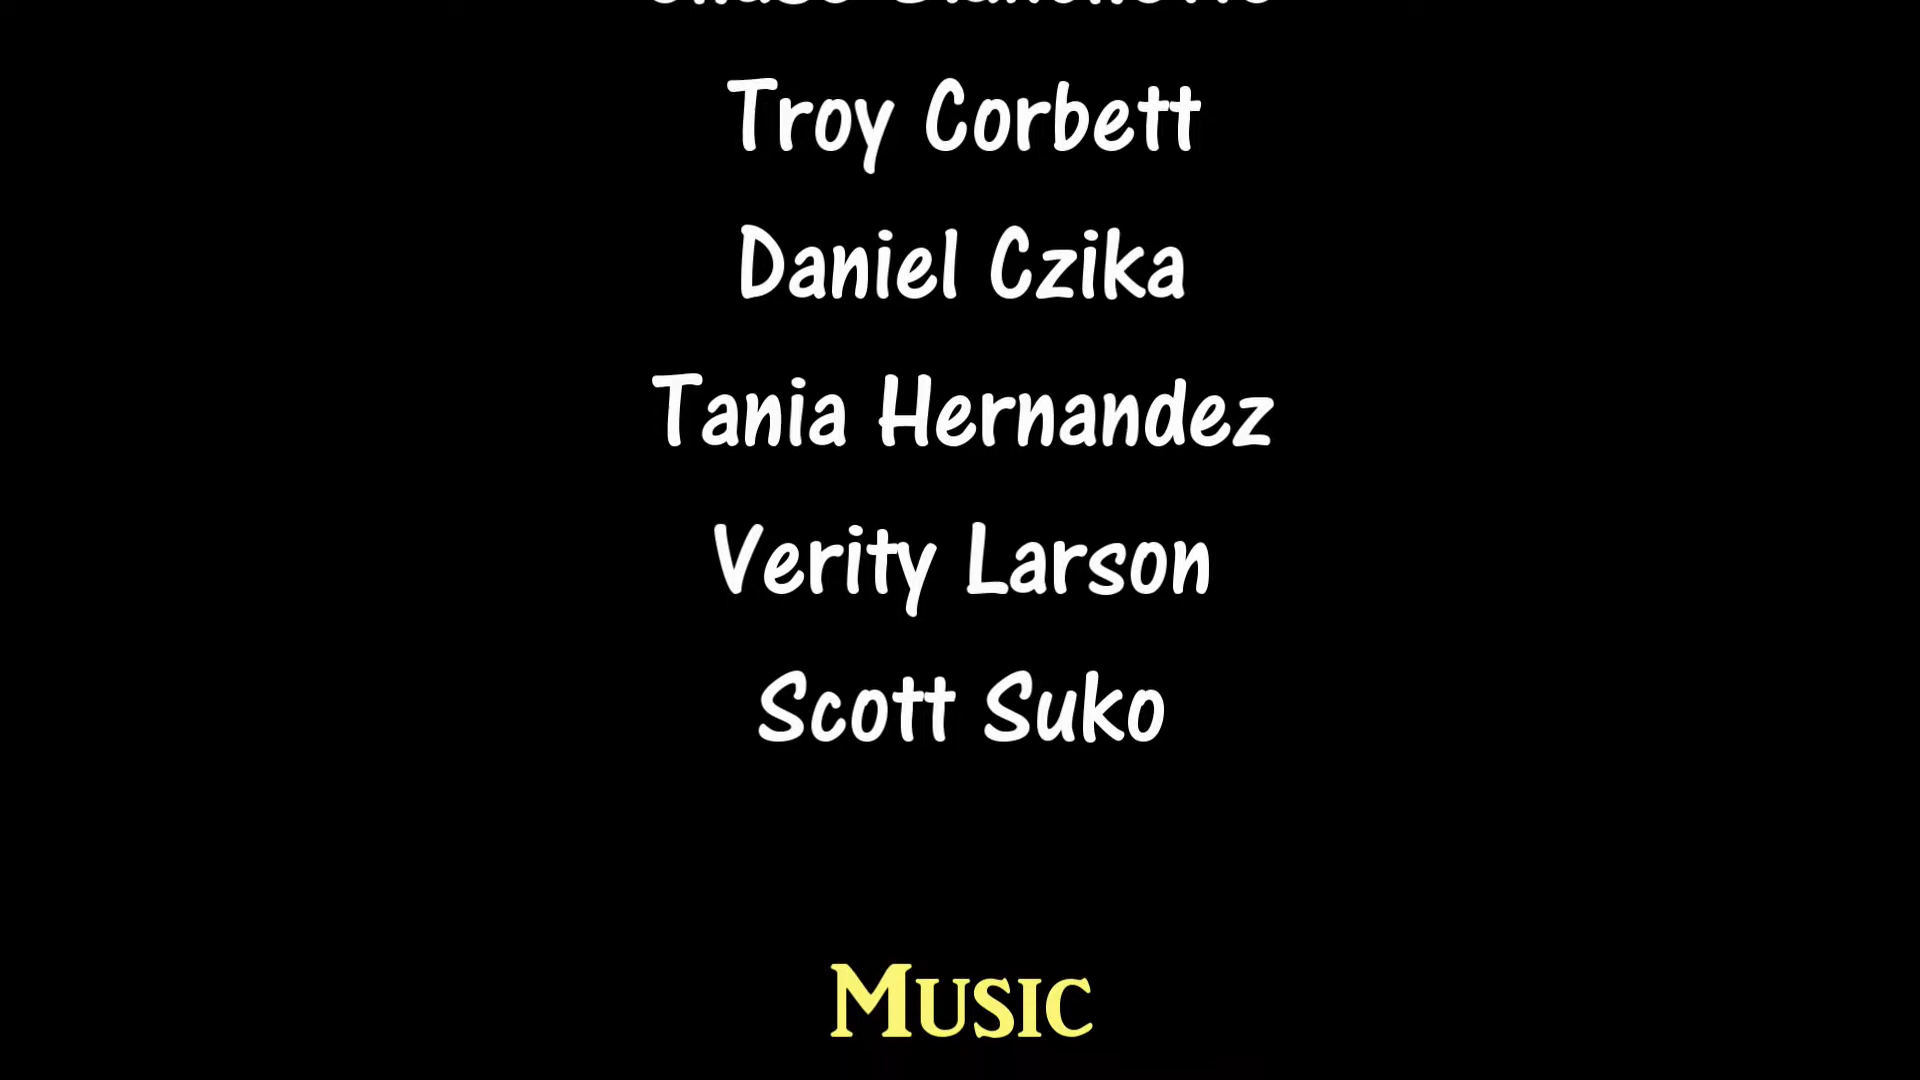 Troy Corbett
Daniel Czika
Tania Hernandez
Verity Larson
Scott Suko
Music